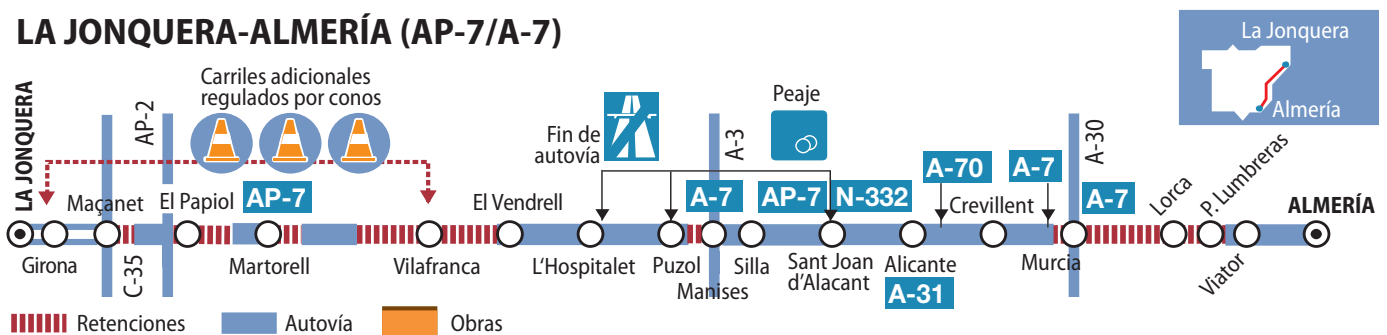 LA JONQUERA-ALMERÍA (AP-7/A-7)
La Jonquera
Almería
Carriles adicionales
regulados por conos
Peaje
Fin de
autovía
LA JONQUERA
AP-2
A-3
A-30
A-70
A-7
Maçanet
El Papiol
AP-7
El Vendrell
A-7
AP-7
N-332
Crevillent
A-7
Lorca
P. Lumbreras
ALMERÍA
Girona
C-35
Martorell
Vilafranca
L'Hospitalet
Puzol
Manises
Silla
Sant Joan
d'Alacant
Alicante
A-31
Murcia
Viator
Retenciones
Autovía
Obras